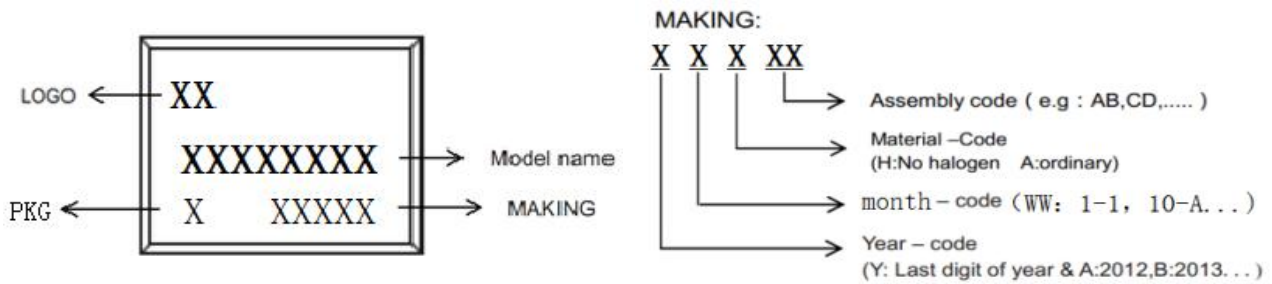 LOGO
XX
XXXXXXXX
Model name
PKG
X XXXXX
MAKING
MAKING:
X X X XX
Assembly code ( e.g : AB,CD,..... )
Material –Code
(H:No halogen A:ordinary)
month – code (WW: 1-1, 10-A...)
Year – code
(Y: Last digit of year & A:2012,B:2013...)